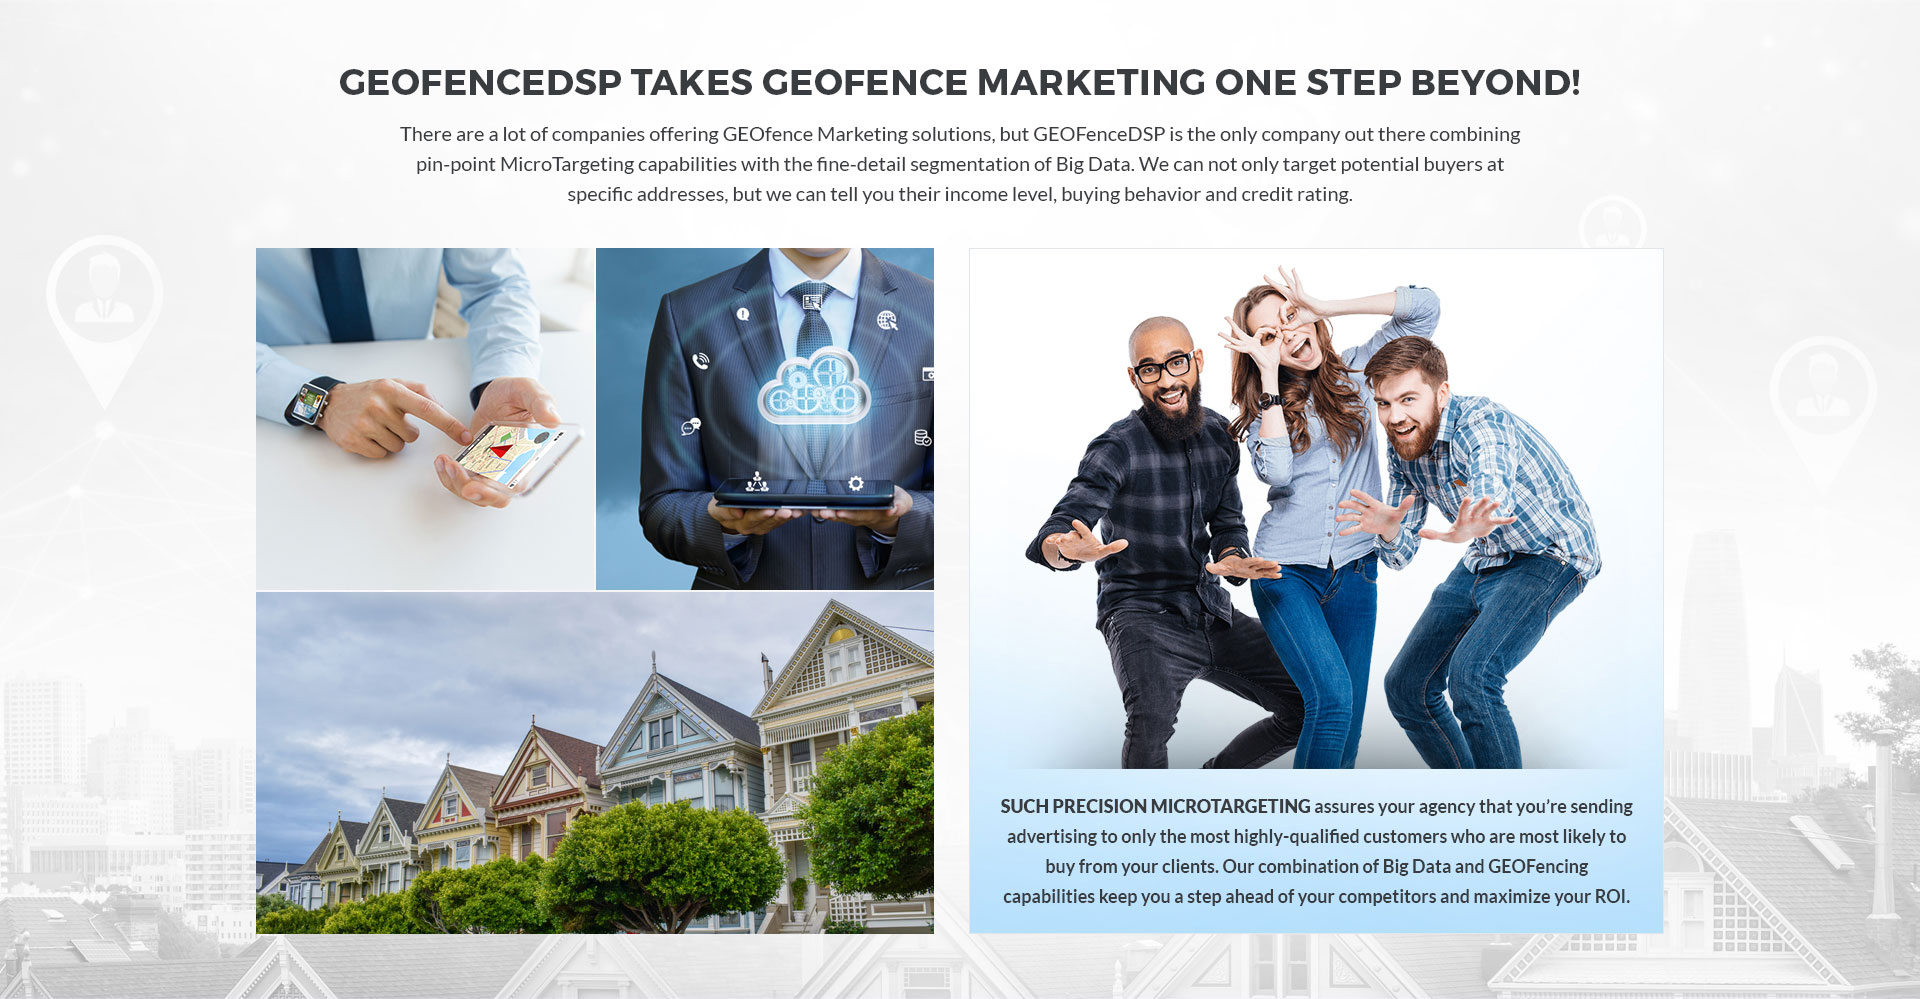 GEOFENCEDSP TAKES GEOFENCE MARKETING ONE STEP BEYOND!
There are a lot of companies offering GEOfence Marketing solutions, but GEOFenceDSP is the only company out there combining
pin-point MicroTargeting capabilities with the fine-detail segmentation of Big Data. We can not only target potential buyers at
specific addresses, but we can tell you their income level, buying behavior and credit rating.
SUCH PRECISION MICROTARGETING assures your agency that you’re sending
advertising to only the most highly-qualified customers who are most likely to
buy from your clients. Our combination of Big Data and GEOFencing
capabilities keep you a step ahead of your competitors and maximize your ROI.